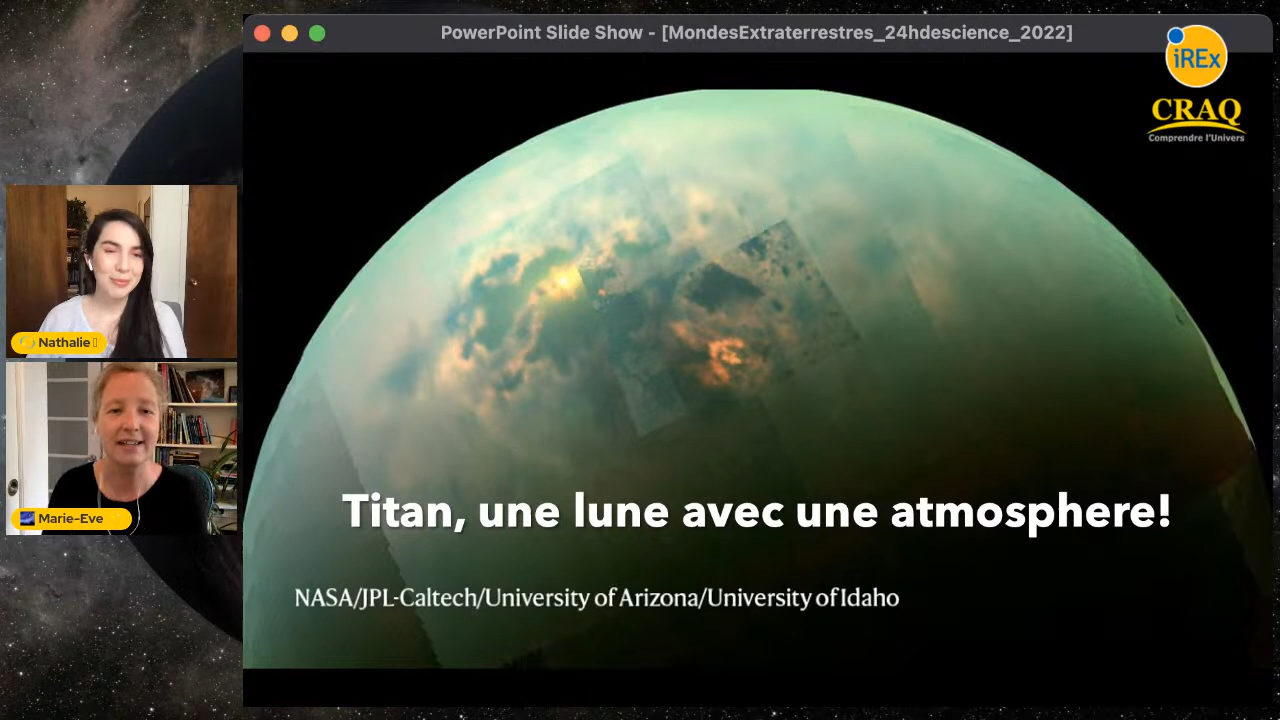 PowerPoint Slide Show - [MondesExtraterrestres_24hdescience_2022]
iREx
CRAQ
Comprendre l'Univers
Nathalie
Marie-Eve
Titan, une lune avec une atmosphere!
NASA/JPL-Caltech/University of Arizona/University of Idaho